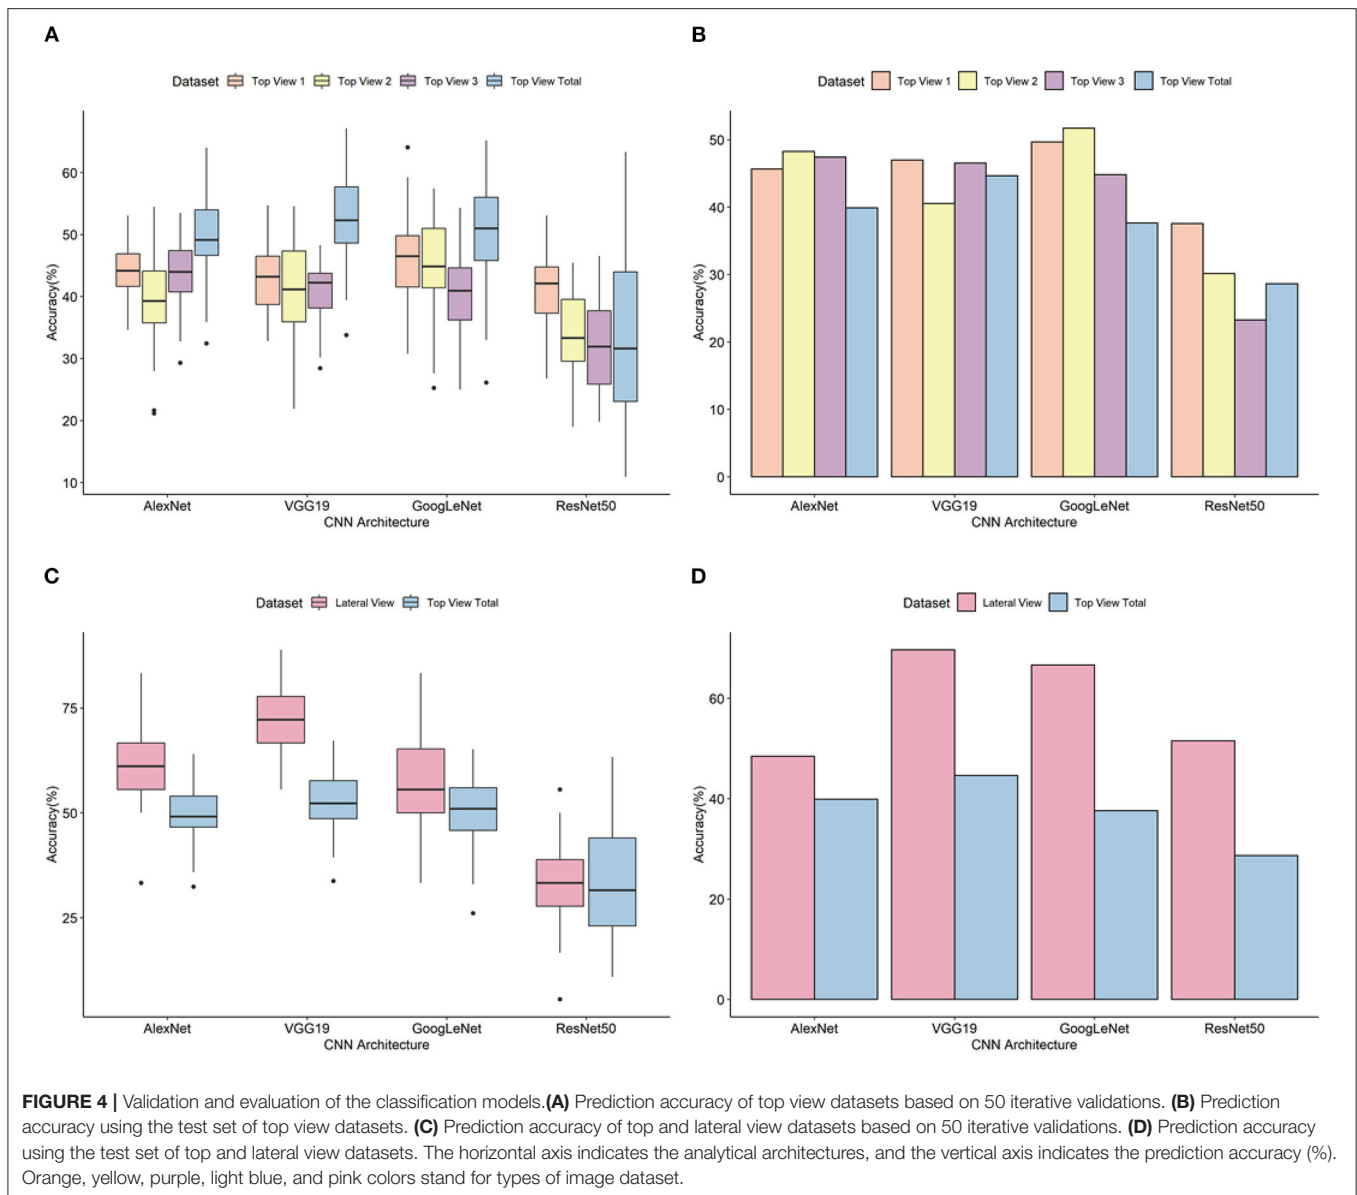 A
Dataset Top View 1 Top View 2 Top View 3 Top View Total
60
50
40
30
20
10
Accuracy(%)
AlexNet VGG19 GoogLeNet ResNet50
CNN Architecture
B
Dataset Top View 1 Top View 2 Top View 3 Top View Total
50
40
30
20
10
0
Accuracy(%)
AlexNet VGG19 GoogLeNet ResNet50
CNN Architecture
C
Dataset Lateral View Top View Total
75
50
25
Accuracy(%)
AlexNet VGG19 GoogLeNet ResNet50
CNN Architecture
D
Dataset Lateral View Top View Total
60
40
20
0
Accuracy(%)
AlexNet VGG19 GoogLeNet ResNet50
CNN Architecture
FIGURE 4 | Validation and evaluation of the classification models.(A) Prediction accuracy of top view datasets based on 50 iterative validations. (B) Prediction
accuracy using the test set of top view datasets. (C) Prediction accuracy of top and lateral view datasets based on 50 iterative validations. (D) Prediction accuracy
using the test set of top and lateral view datasets. The horizontal axis indicates the analytical architectures, and the vertical axis indicates the prediction accuracy (%).
Orange, yellow, purple, light blue, and pink colors stand for types of image dataset.